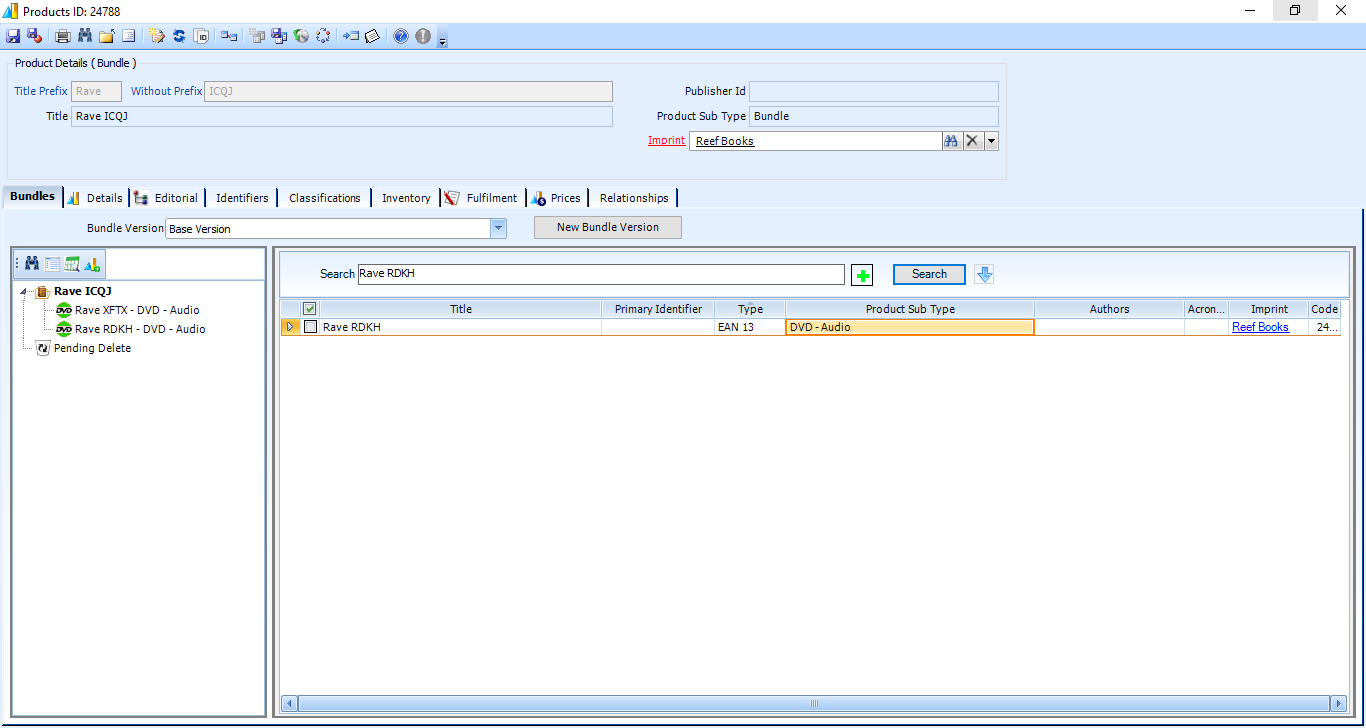 Products ID: 24788
ID
Product Details ( Bundle )
Title Prefix Rave Without Prefix ICQJ Publisher Id
Title Rave ICQJ Product Sub Type Bundle
Imprint Reef Books
Bundles Details Editorial Identifiers Classifications Inventory Fulfilment Prices Relationships
Bundle Version Base Version New Bundle Version
Search Rave RDKH Search
Rave ICQJ
DVD Rave XFTX - DVD - Audio
DVD Rave RDKH - DVD - Audio
Pending Delete
Title Primary Identifier Type Product Sub Type Authors Acron... Imprint Code
Rave RDKH EAN 13 DVD - Audio Reef Books 24...